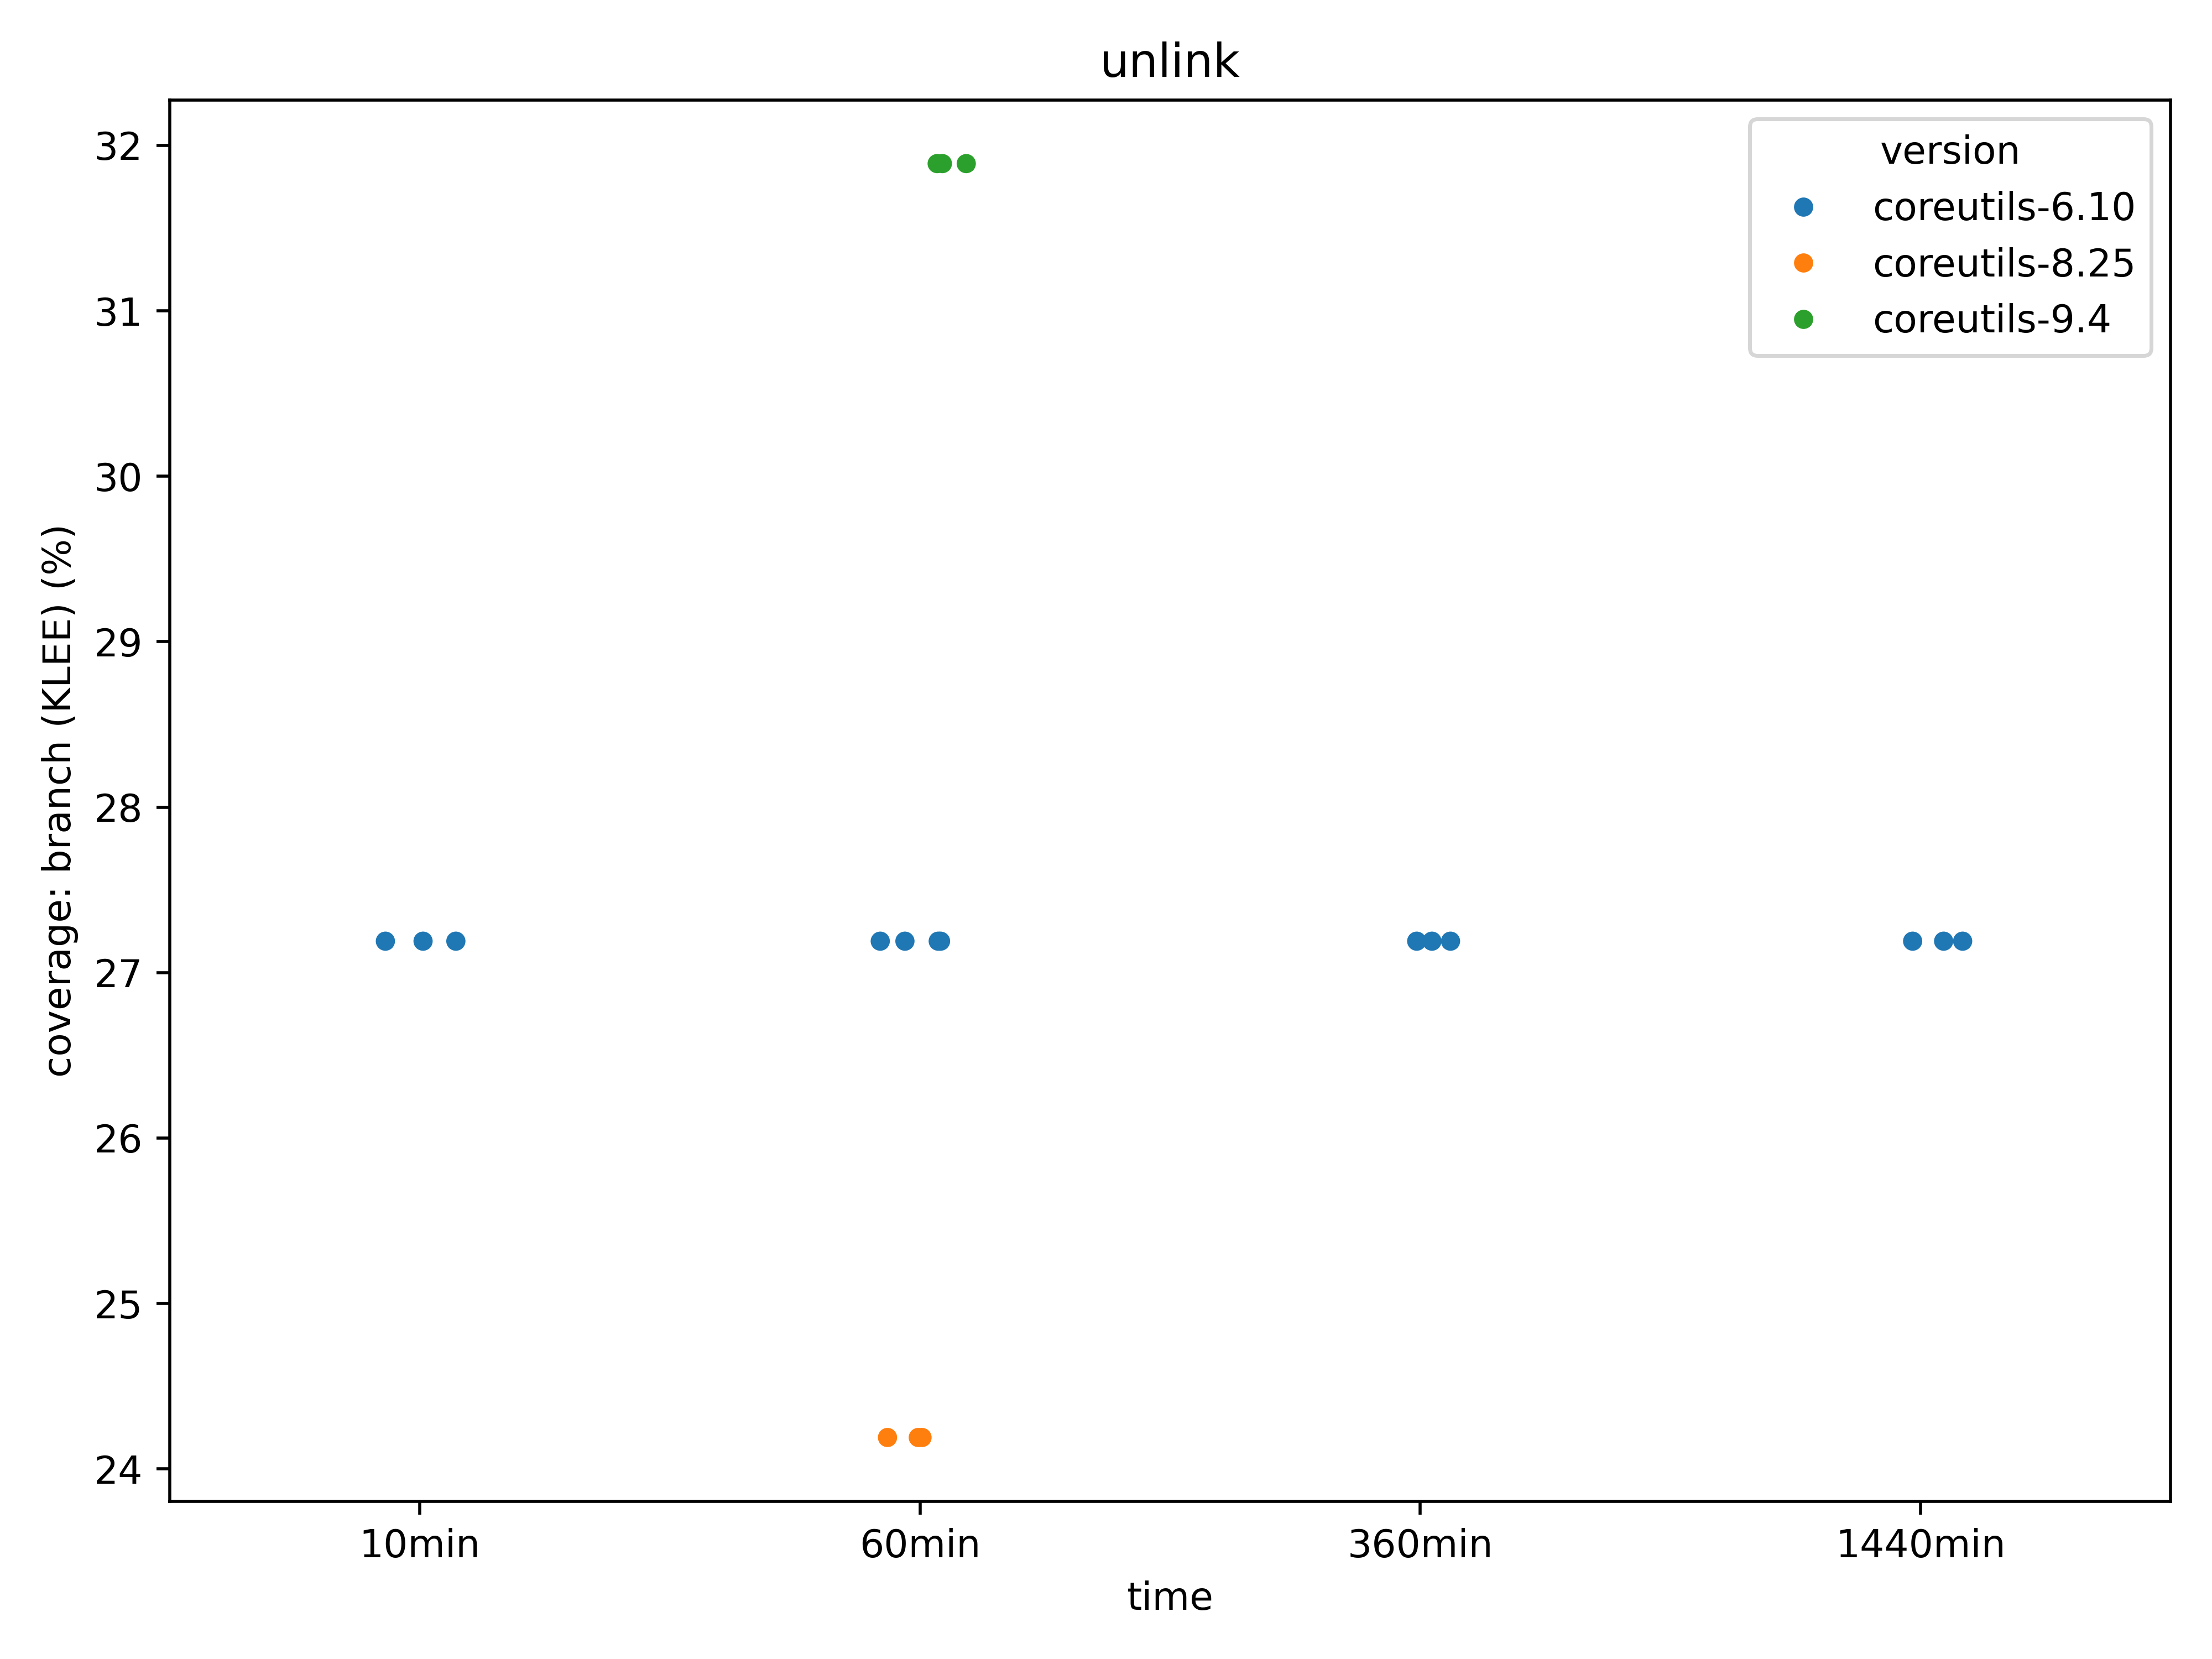 unlink
version
coreutils-6.10
coreutils-8.25
coreutils-9.4
coverage: branch (KLEE) (%)
32
31
30
29
28
27
26
25
24
10min 60min 360min 1440min
time